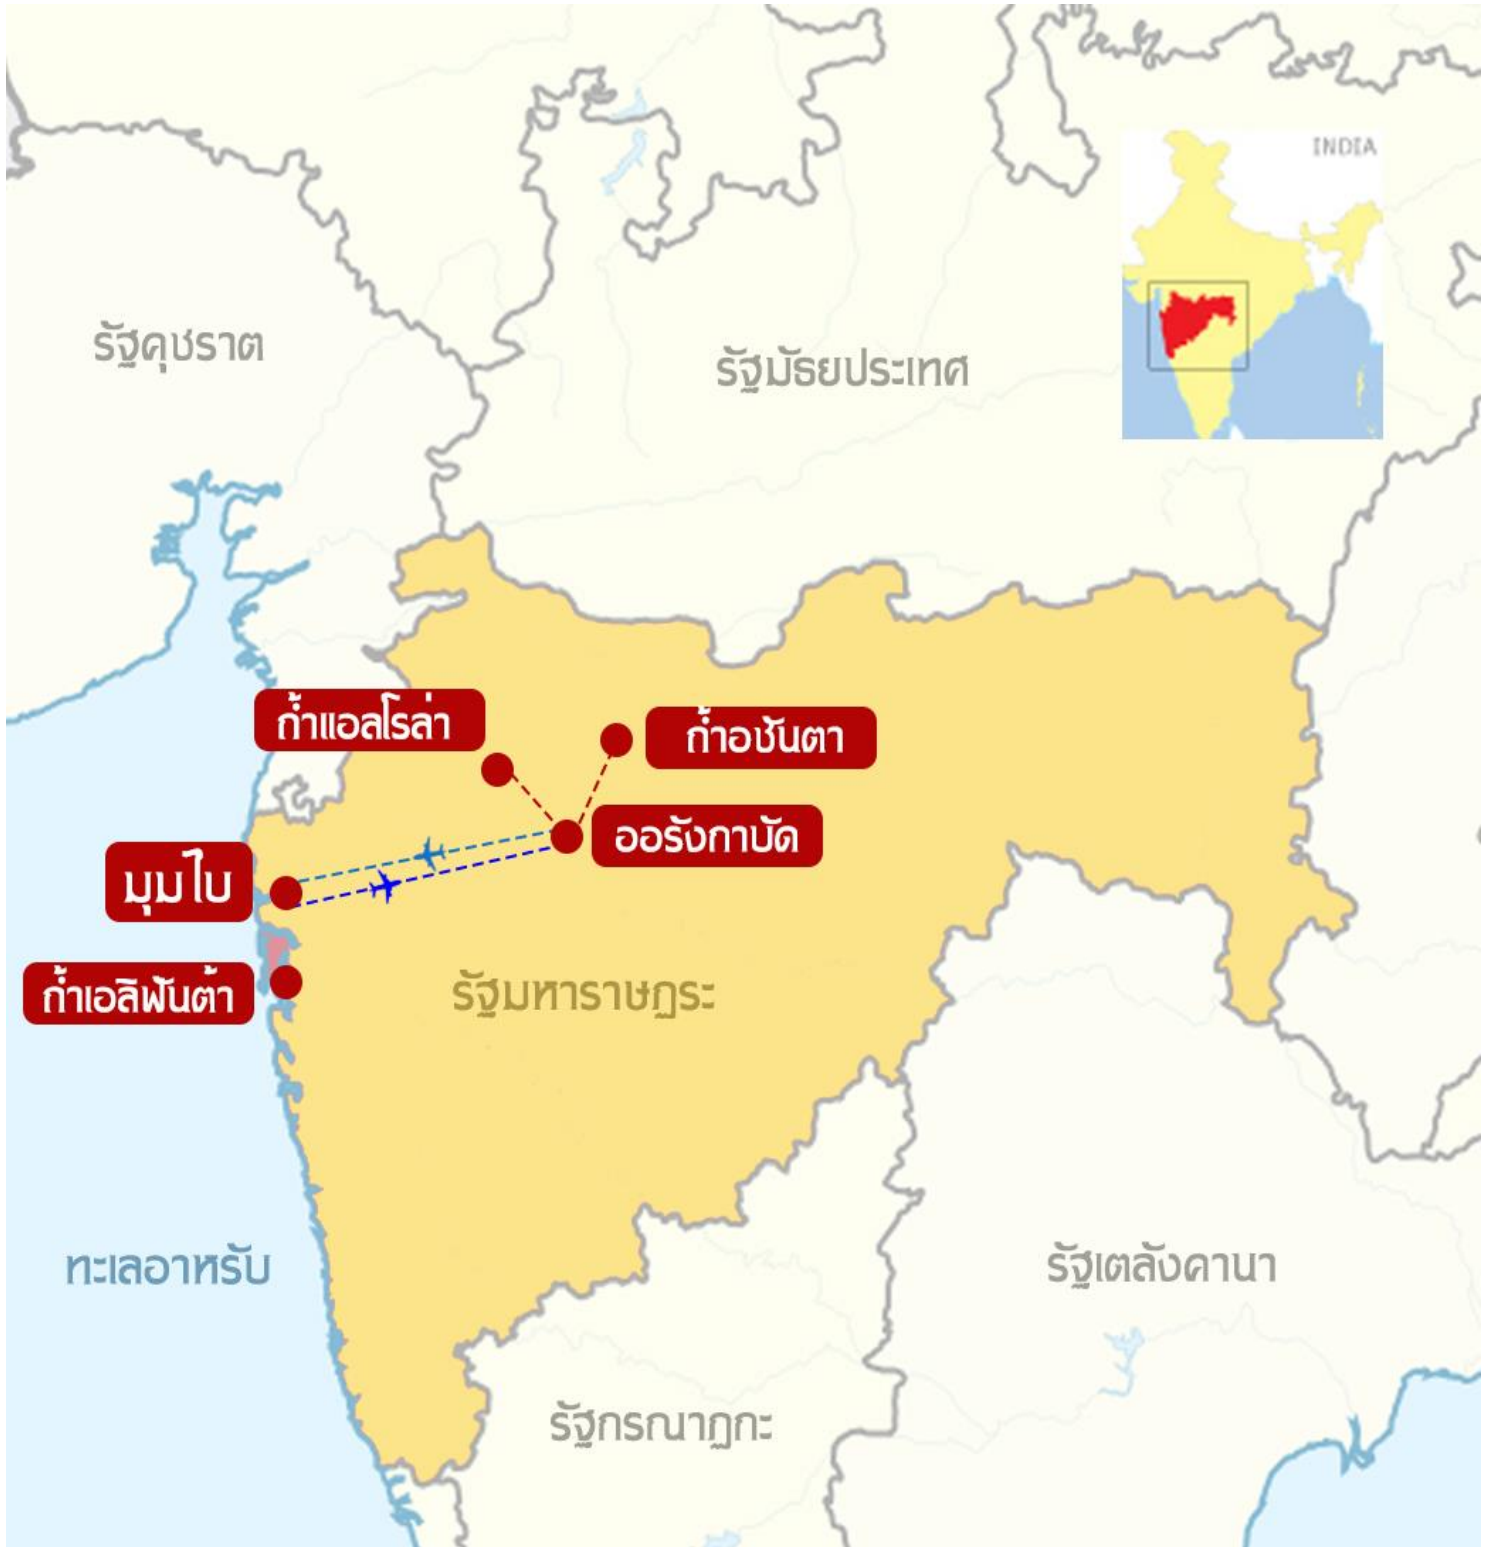 INDIA
รัฐคุชราต
รัฐมัธยประเทศ
ถ้ำแอลโรล่า
ถ้ำอชันตา
ออรังกาบัด
มุมไบ
ถ้ำเอลิฟันต้า
รัฐมหาราษฏระ
ทะเลอาหรับ
รัฐเตลังคานา
รัฐกรณาฏกะ